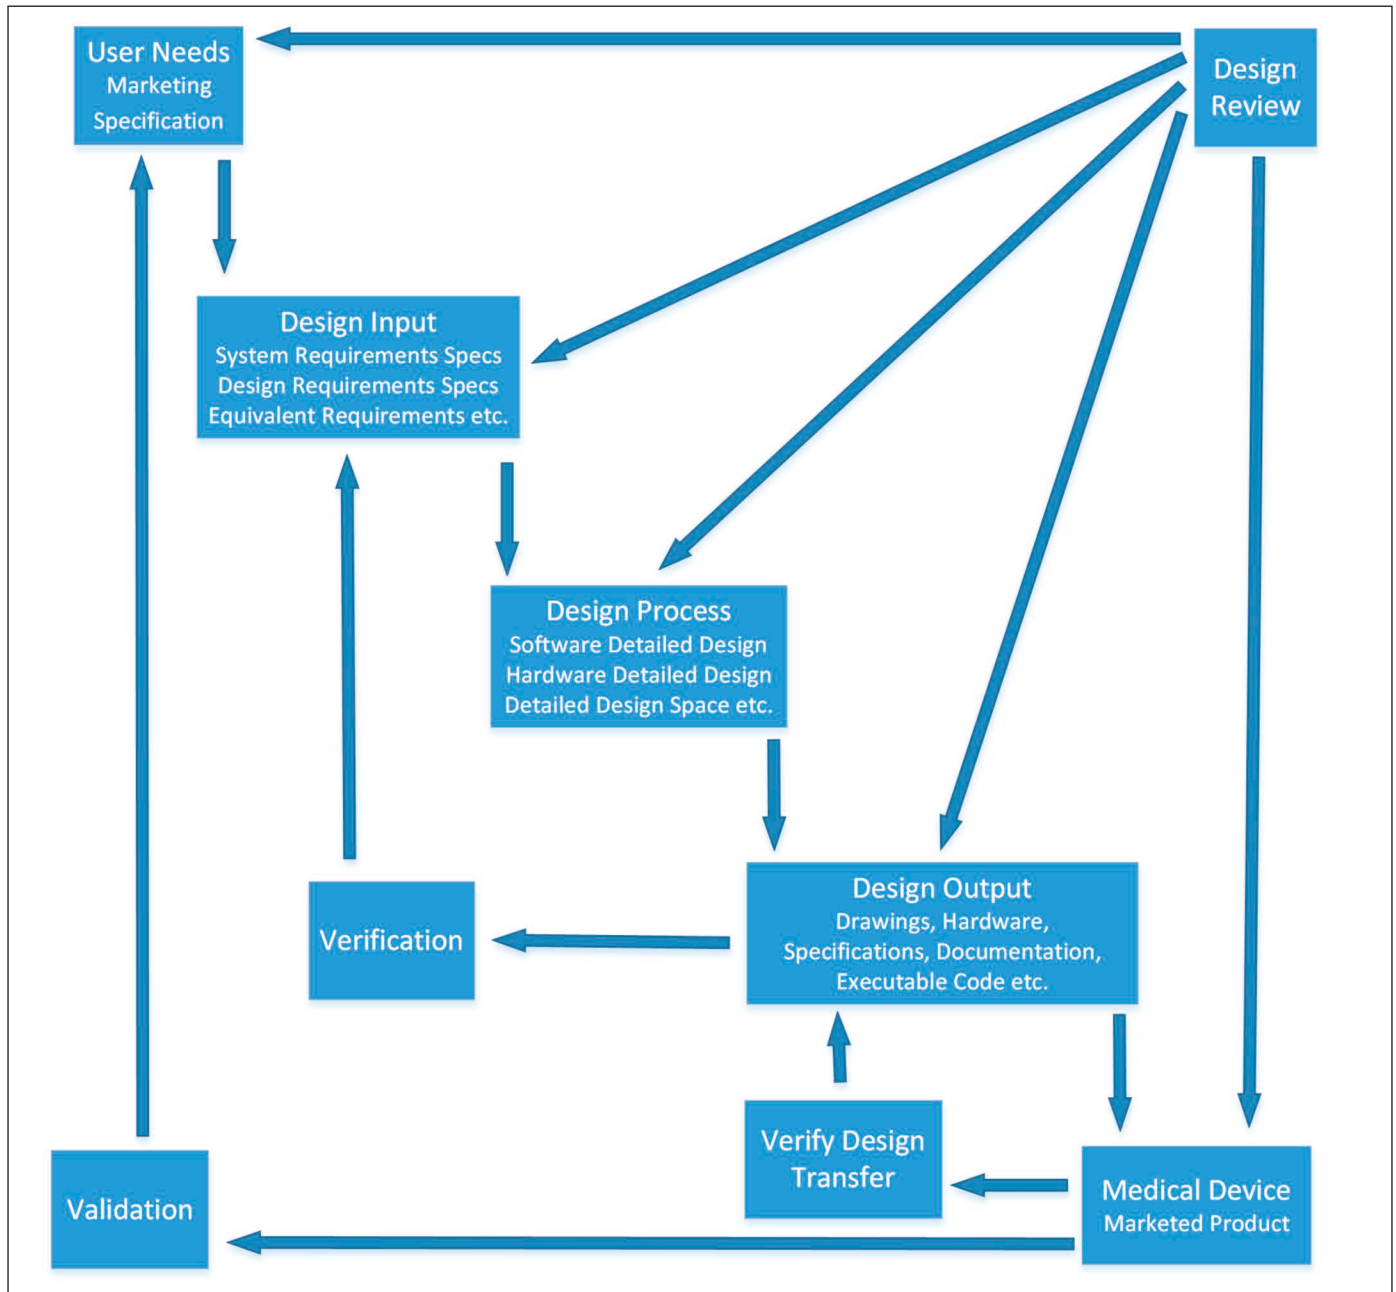 User Needs
Marketing
Specification
Design
Review
Design Input
System Requirements Specs
Design Requirements Specs
Equivalent Requirements etc.
Design Process
Software Detailed Design
Hardware Detailed Design
Detailed Design Space etc.
Design Output
Drawings, Hardware,
Specifications, Documentation,
Executable Code etc.
Verification
Verify Design
Transfer
Medical Device
Marketed Product
Validation